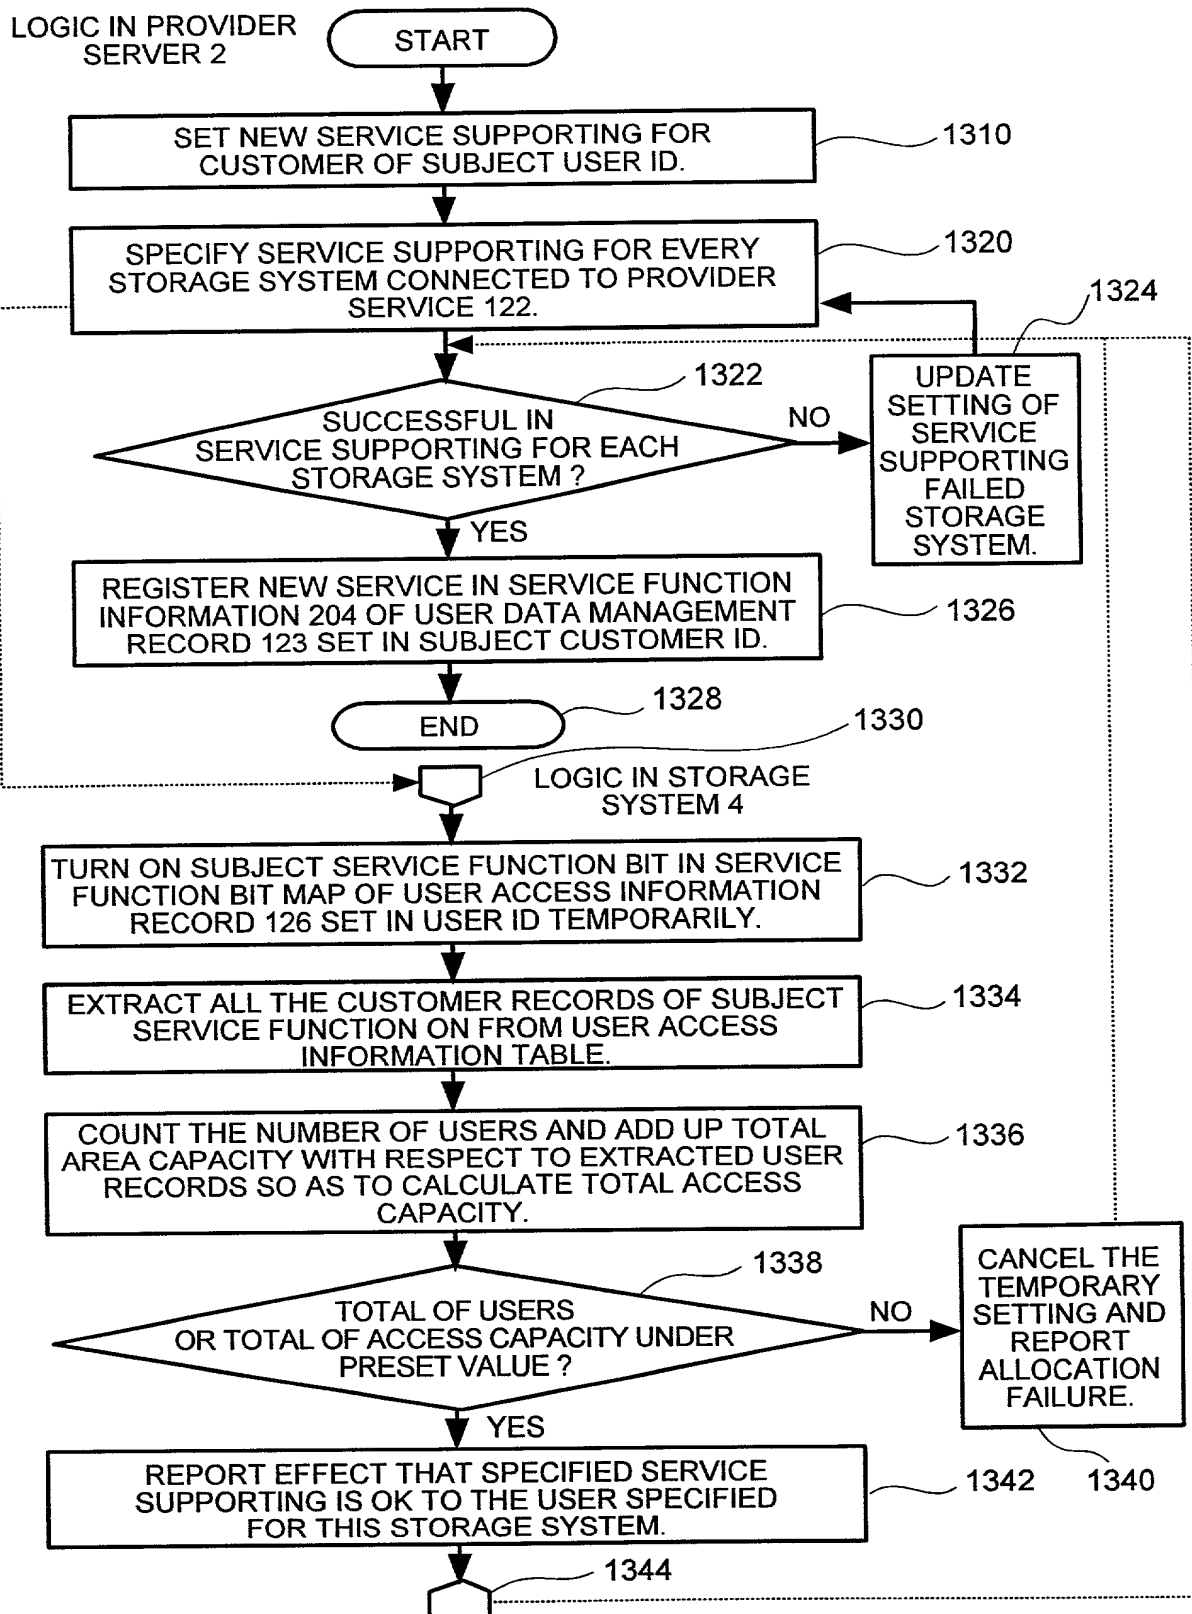 LOGIC IN PROVIDER
SERVER 2
START
SET NEW SERVICE SUPPORTING FOR
CUSTOMER OF SUBJECT USER ID.
1310
SPECIFY SERVICE SUPPORTING FOR EVERY
STORAGE SYSTEM CONNECTED TO PROVIDER
SERVICE 122.
1320
1324
UPDATE
SETTING OF
SERVICE
SUPPORTING
FAILED
STORAGE
SYSTEM.
1322
SUCCESSFUL IN
SERVICE SUPPORTING FOR EACH
STORAGE SYSTEM ?
NO
YES
REGISTER NEW SERVICE IN SERVICE FUNCTION
INFORMATION 204 OF USER DATA MANAGEMENT
RECORD 123 SET IN SUBJECT CUSTOMER ID.
1326
END
1328
1330
LOGIC IN STORAGE
SYSTEM 4
TURN ON SUBJECT SERVICE FUNCTION BIT IN SERVICE
FUNCTION BIT MAP OF USER ACCESS INFORMATION
RECORD 126 SET IN USER ID TEMPORARILY.
1332
EXTRACT ALL THE CUSTOMER RECORDS OF SUBJECT
SERVICE FUNCTION ON FROM USER ACCESS
INFORMATION TABLE.
1334
COUNT THE NUMBER OF USERS AND ADD UP TOTAL
AREA CAPACITY WITH RESPECT TO EXTRACTED USER
RECORDS SO AS TO CALCULATE TOTAL ACCESS
CAPACITY.
1336
1338
TOTAL OF USERS
OR TOTAL OF ACCESS CAPACITY UNDER
PRESET VALUE ?
NO
CANCEL THE
TEMPORARY
SETTING AND
REPORT
ALLOCATION
FAILURE.
1340
YES
REPORT EFFECT THAT SPECIFIED SERVICE
SUPPORTING IS OK TO THE USER SPECIFIED
FOR THIS STORAGE SYSTEM.
1342
1344